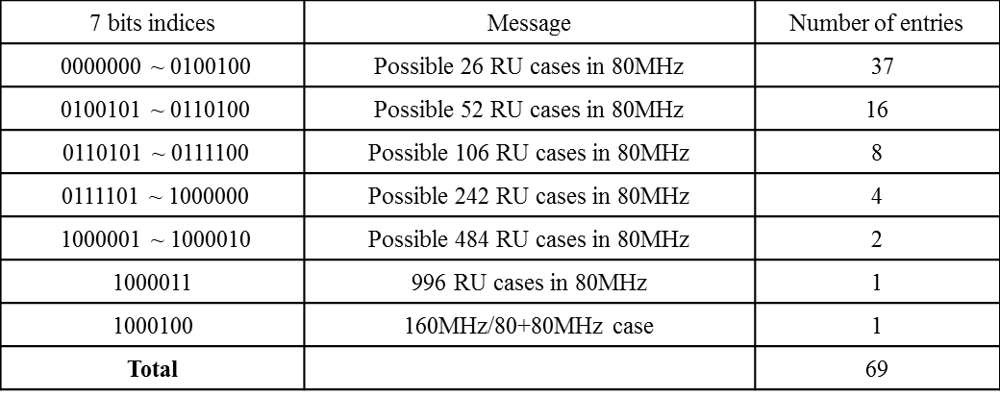 7 bits indices Message Number of entries
0000000 ~ 0100100 Possible 26 RU cases in 80MHz 37
0100101 ~ 0110100 Possible 52 RU cases in 80MHz 16
0110101 ~ 0111100 Possible 106 RU cases in 80MHz 8
0111101 ~ 1000000 Possible 242 RU cases in 80MHz 4
1000001 ~ 1000010 Possible 484 RU cases in 80MHz 2
1000011 996 RU cases in 80MHz 1
1000100 160MHz/80+80MHz case 1
Total 69